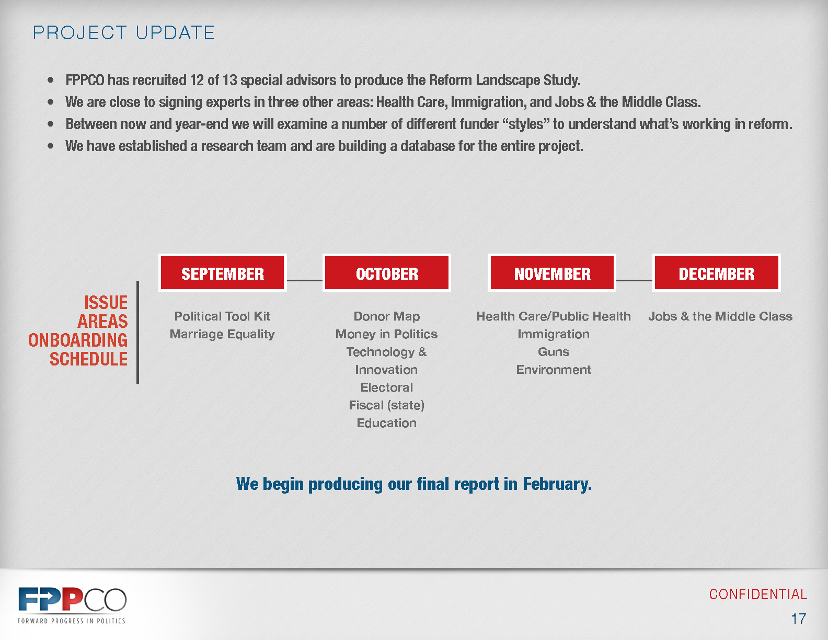 PROJECT UPDATE
• FPPCO has recruited 12 of 13 special advisors to produce the Reform Landscape Study.
• We are close to signing experts in three other areas: Health Care, Immigration, and Jobs & the Middle Class.
• Between now and year-end we will examine a number of different funder “styles” to understand what’s working in reform.
• We have established a research team and are building a database for the entire project.
ISSUE
AREAS
ONBOARDING
SCHEDULE
SEPTEMBER
Political Tool Kit
Marriage Equality
OCTOBER
Donor Map
Money in Politics
Technology &
Innovation
Electoral
Fiscal (state)
Education
NOVEMBER
Health Care/Public Health
Immigration
Guns
Environment
DECEMBER
Jobs & the Middle Class
We begin producing our final report in February.
FPPCO
FORWARD PROGRESS IN POLITICS
CONFIDENTIAL
17